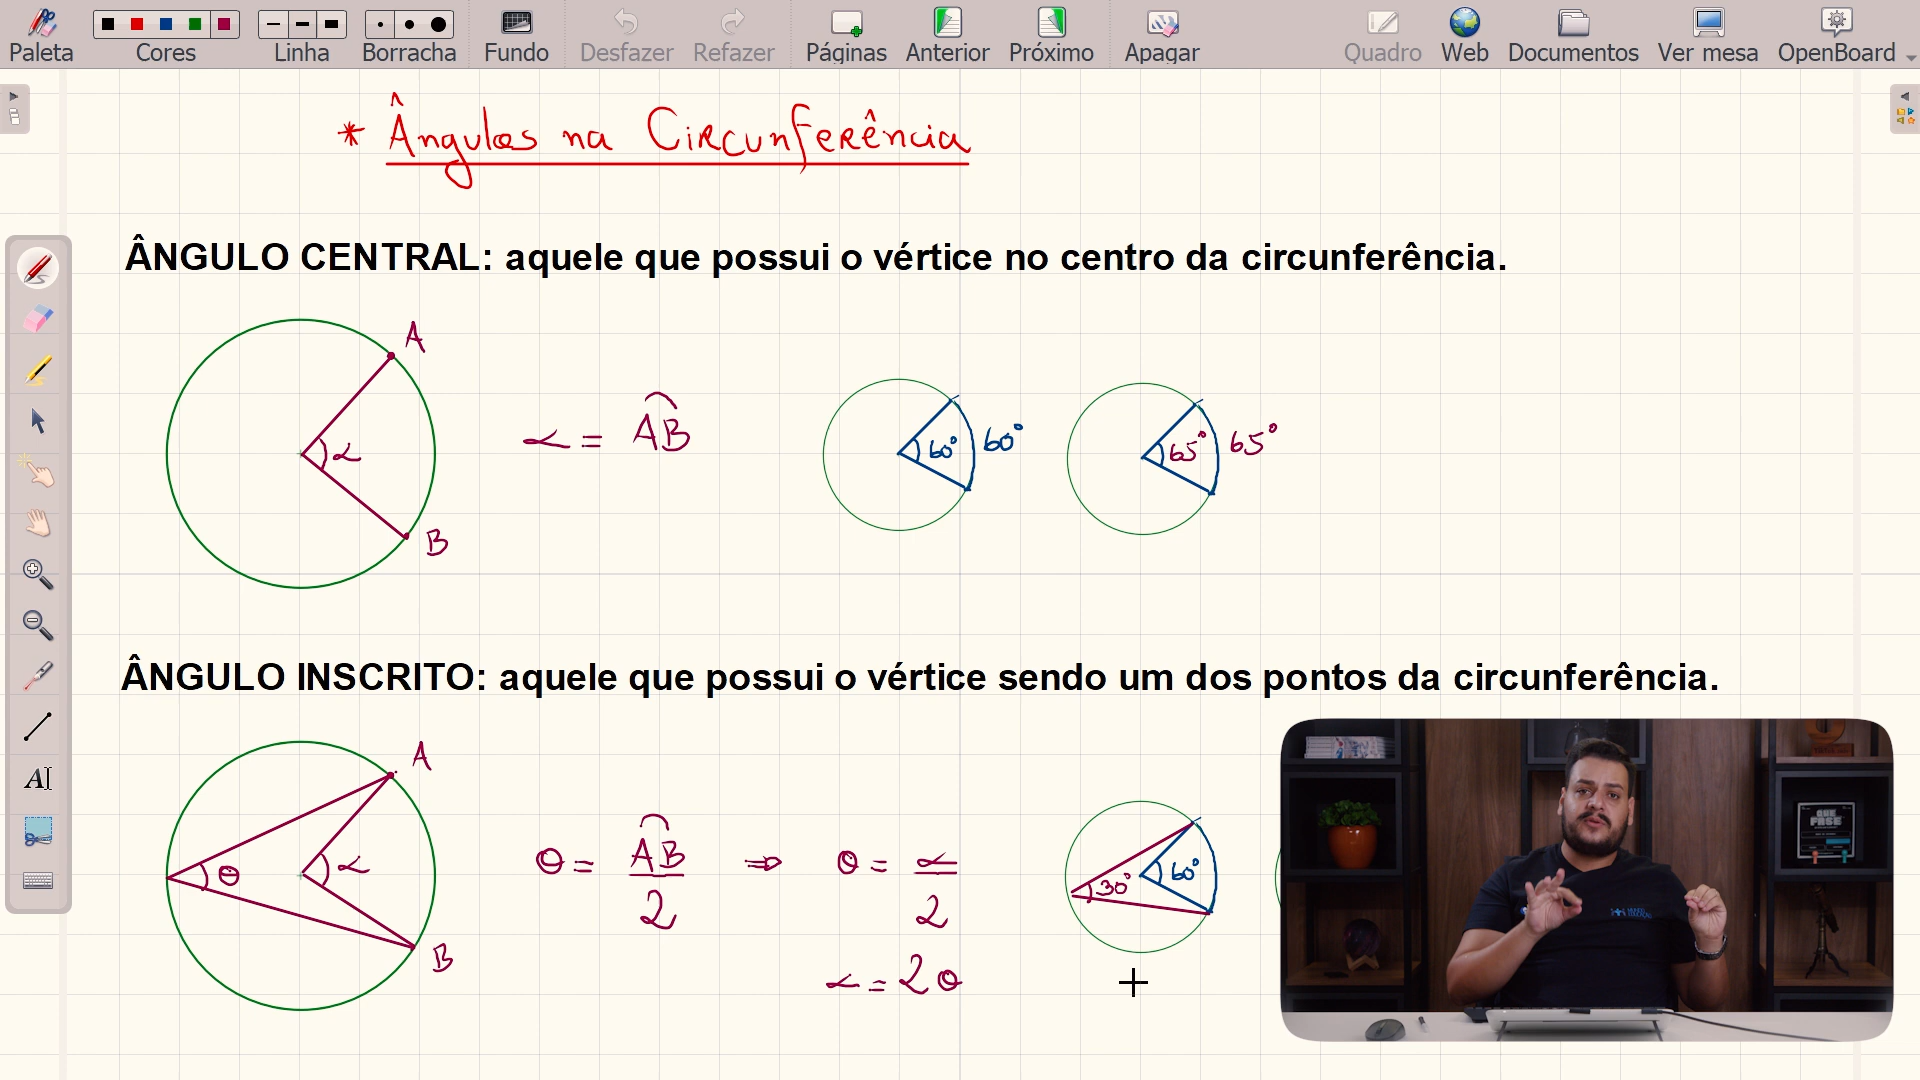 Paleta Cores Linha Borracha Fundo Desfazer Refazer Páginas Anterior Próximo Apagar Quadro Web Documentos Ver mesa OpenBoard
* Ângulos na Circunferência
ÂNGULO CENTRAL: aquele que possui o vértice no centro da circunferência.
A
α
B
α = AB
60° 60°
65° 65°
ÂNGULO INSCRITO: aquele que possui o vértice sendo um dos pontos da circunferência.
A
θ α
B
θ = AB/2 ⇒ θ = α/2
α = 2θ
30° 60°